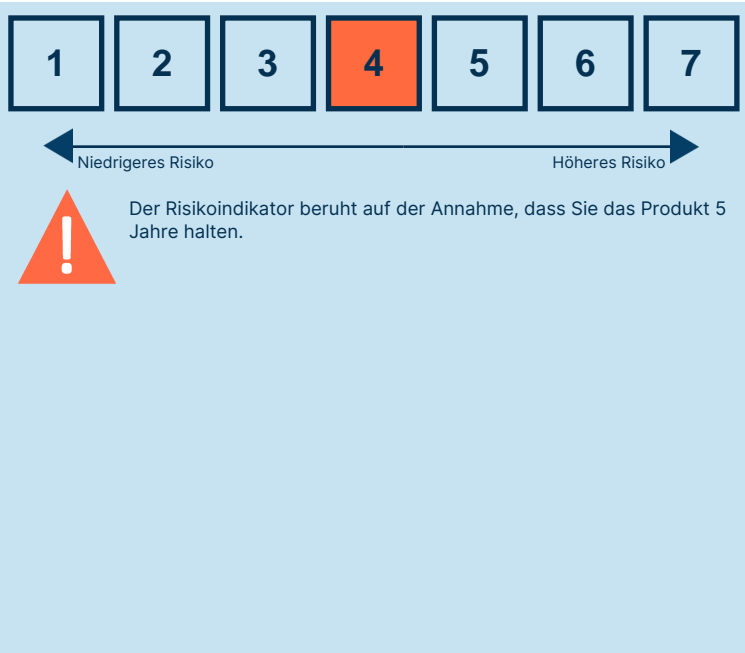 1 2 3 4 5 6 7
Niedrigeres Risiko Höheres Risiko
Der Risikoindikator beruht auf der Annahme, dass Sie das Produkt 5
Jahre halten.
!